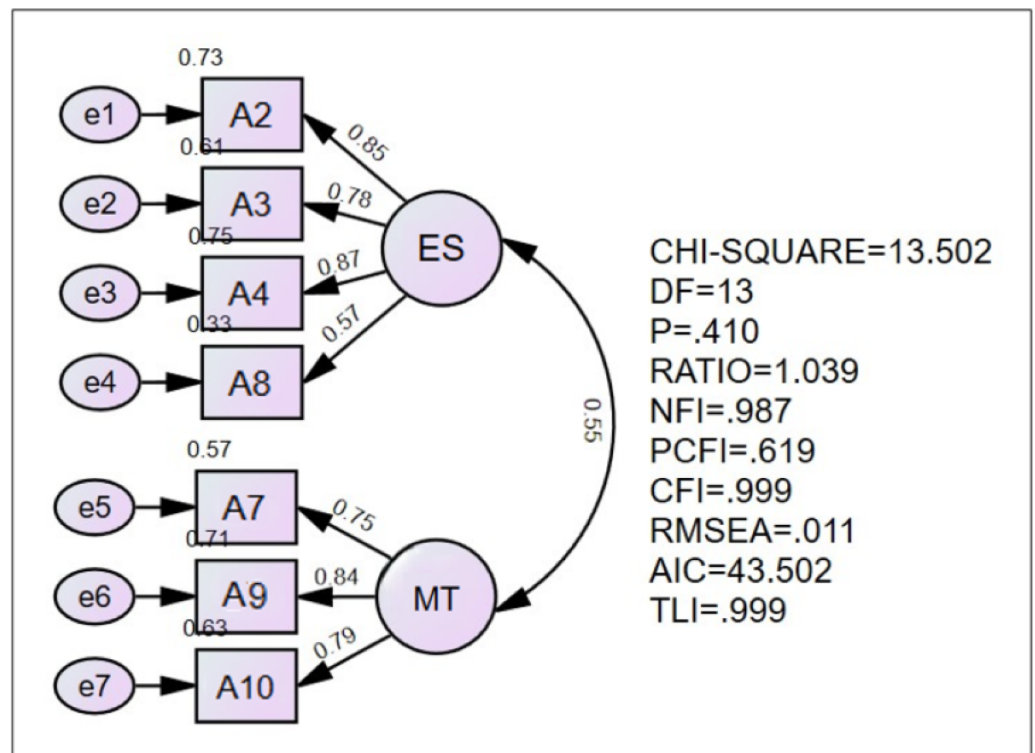 0.73
e1
A2
0.85
0.61
e2
A3
0.78
0.75
e3
A4
0.87
0.33
e4
A8
0.57
ES
0.57
e5
A7
0.75
0.71
e6
A9
0.84
0.63
e7
A10
0.79
MT
0.55
CHI-SQUARE=13.502
DF=13
P=.410
RATIO=1.039
NFI=.987
PCFI=.619
CFI=.999
RMSEA=.011
AIC=43.502
TLI=.999